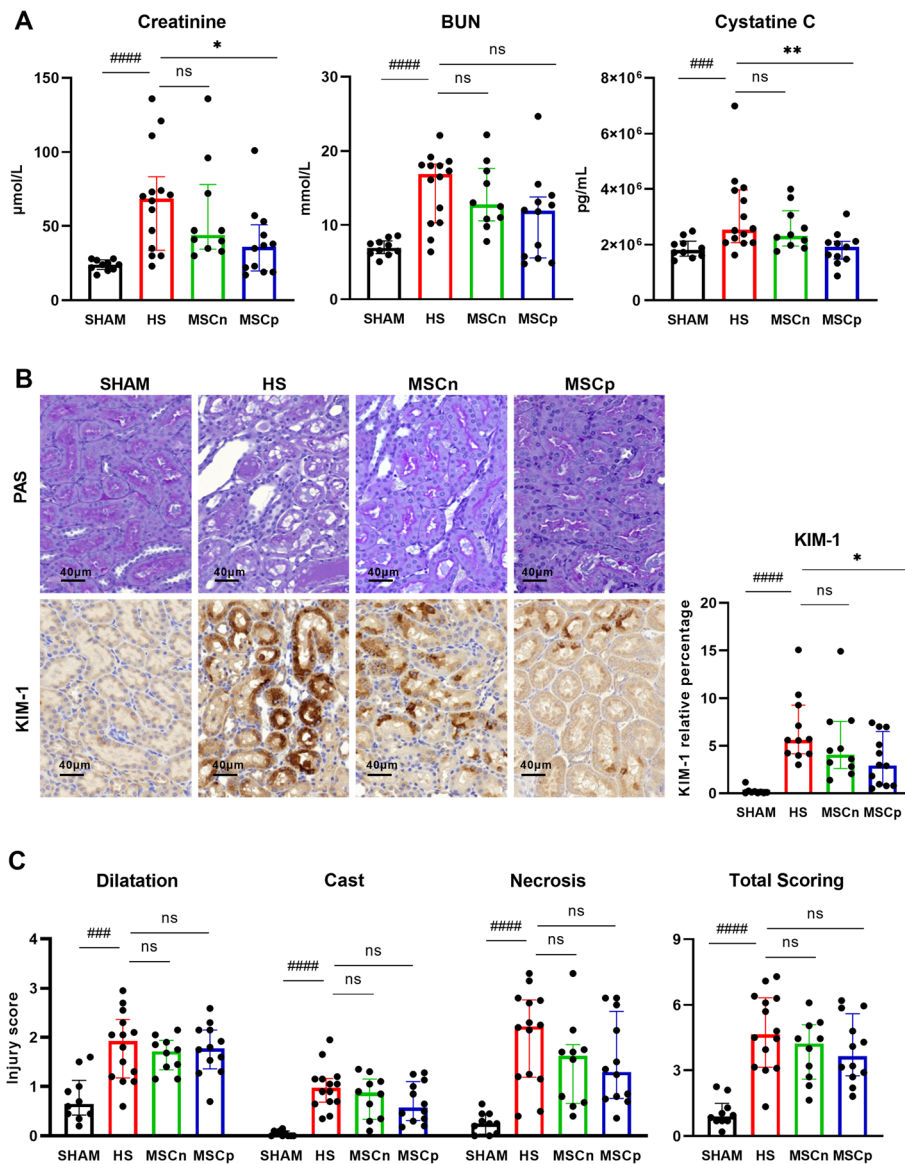 A
Creatinine
####
*
ns
µmol/L
150
100
50
0
SHAM HS MSCn MSCp
BUN
####
ns
ns
mmol/L
30
20
10
0
SHAM HS MSCn MSCp
Cystatine C
###
**
ns
pg/mL
8×10⁶
6×10⁶
4×10⁶
2×10⁶
0
SHAM HS MSCn MSCp
B
SHAM HS MSCn MSCp
PAS
40µm 40µm 40µm 40µm
KIM-1
40µm 40µm 40µm 40µm
KIM-1
####
*
ns
KIM-1 relative percentage
20
15
10
5
0
SHAM HS MSCn MSCp
C
Dilatation
###
ns
ns
Injury score
4
3
2
1
0
SHAM HS MSCn MSCp
Cast
####
ns
ns
SHAM HS MSCn MSCp
Necrosis
####
ns
ns
SHAM HS MSCn MSCp
Total Scoring
####
ns
ns
9
6
3
0
SHAM HS MSCn MSCp